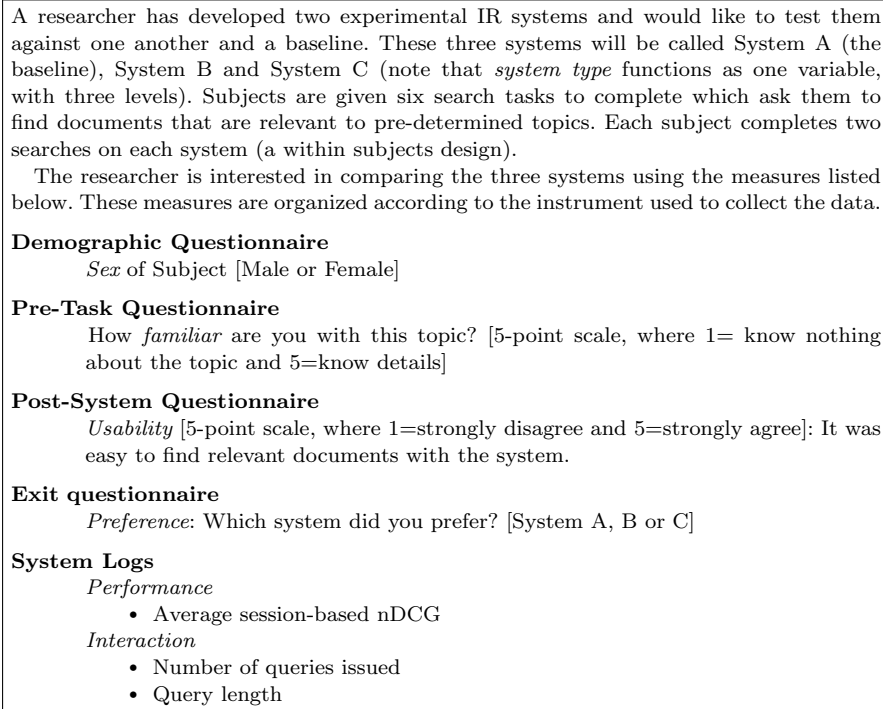 A researcher has developed two experimental IR systems and would like to test them
against one another and a baseline. These three systems will be called System A (the
baseline), System B and System C (note that system type functions as one variable,
with three levels). Subjects are given six search tasks to complete which ask them to
find documents that are relevant to pre-determined topics. Each subject completes two
searches on each system (a within subjects design).
The researcher is interested in comparing the three systems using the measures listed
below. These measures are organized according to the instrument used to collect the data.
Demographic Questionnaire
Sex of Subject [Male or Female]
Pre-Task Questionnaire
How familiar are you with this topic? [5-point scale, where 1= know nothing
about the topic and 5=know details]
Post-System Questionnaire
Usability [5-point scale, where 1=strongly disagree and 5=strongly agree]: It was
easy to find relevant documents with the system.
Exit questionnaire
Preference: Which system did you prefer? [System A, B or C]
System Logs
Performance
• Average session-based nDCG
Interaction
• Number of queries issued
• Query length